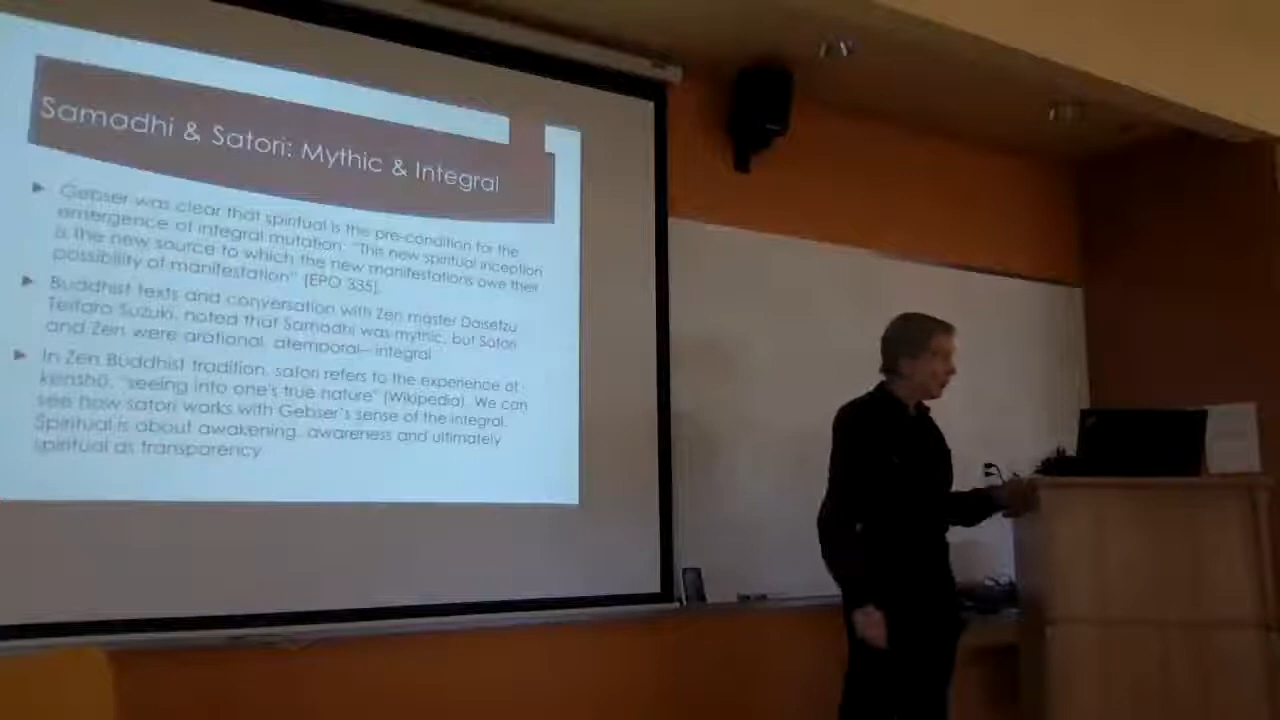 Samadhi & Satori: Mythic & Integral
Gebser was clear that spiritual is the pre-condition for the
emergence of integral mutation: "This new spiritual inception
is the new source to which the new manifestations owe their
possibility of manifestation" (EPO 335).
Buddhist texts and conversation with Zen master Daisetzu
Teitaro Suzuki, noted that Samadhi was mythic, but Satori
and Zein were arational, atemporal— integral
In Zen Buddhist tradition, satori refers to the experience of
kenshō, "seeing into one's true nature" (Wikipedia). We can
see how satori works with Gebser's sense of the integral.
Spiritual is about awakening, awareness and ultimately
spiritual as transparency